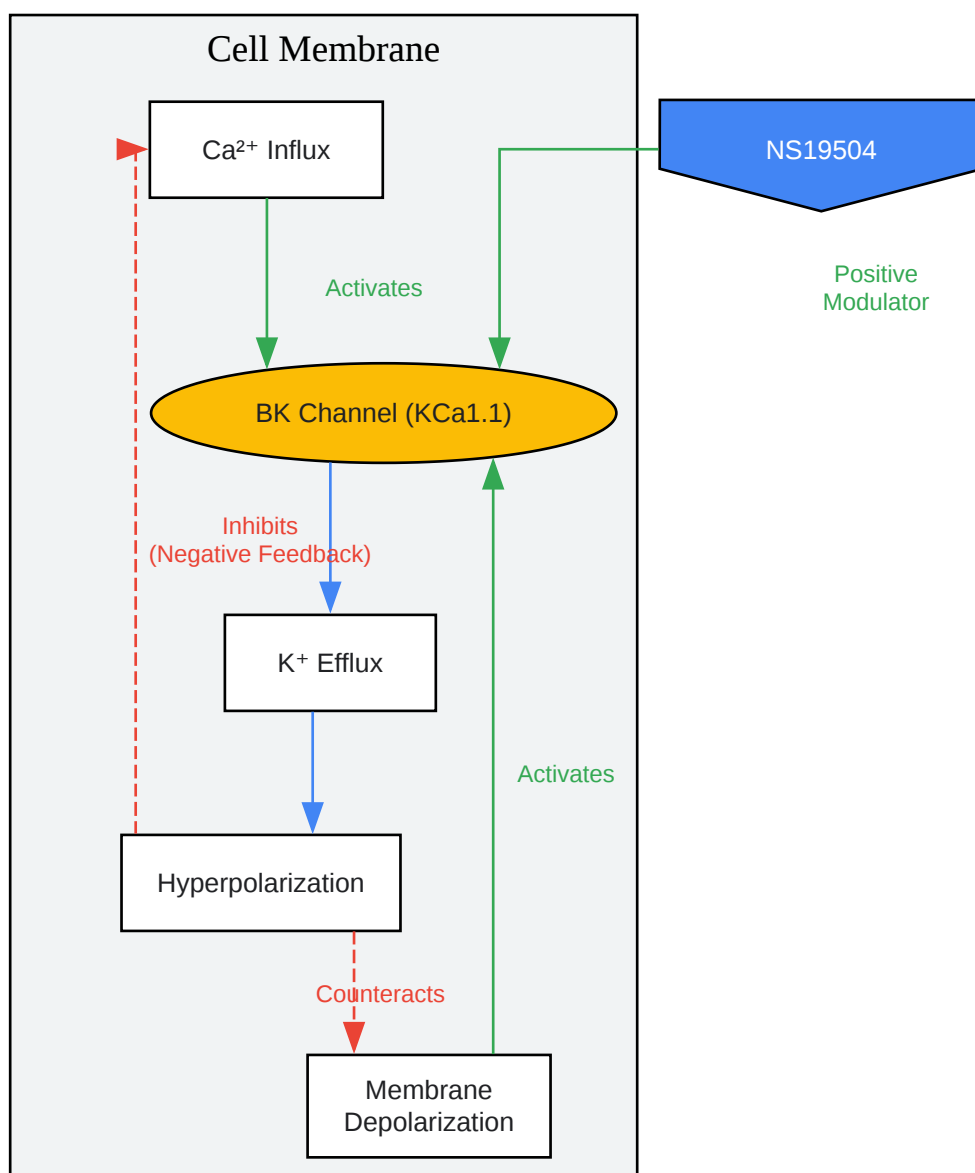 Cell Membrane
Ca²⁺ Influx
NS19504
Activates
Positive
Modulator
BK Channel (KCa1.1)
Inhibits
(Negative Feedback)
K⁺ Efflux
Activates
Hyperpolarization
Counteracts
Membrane
Depolarization